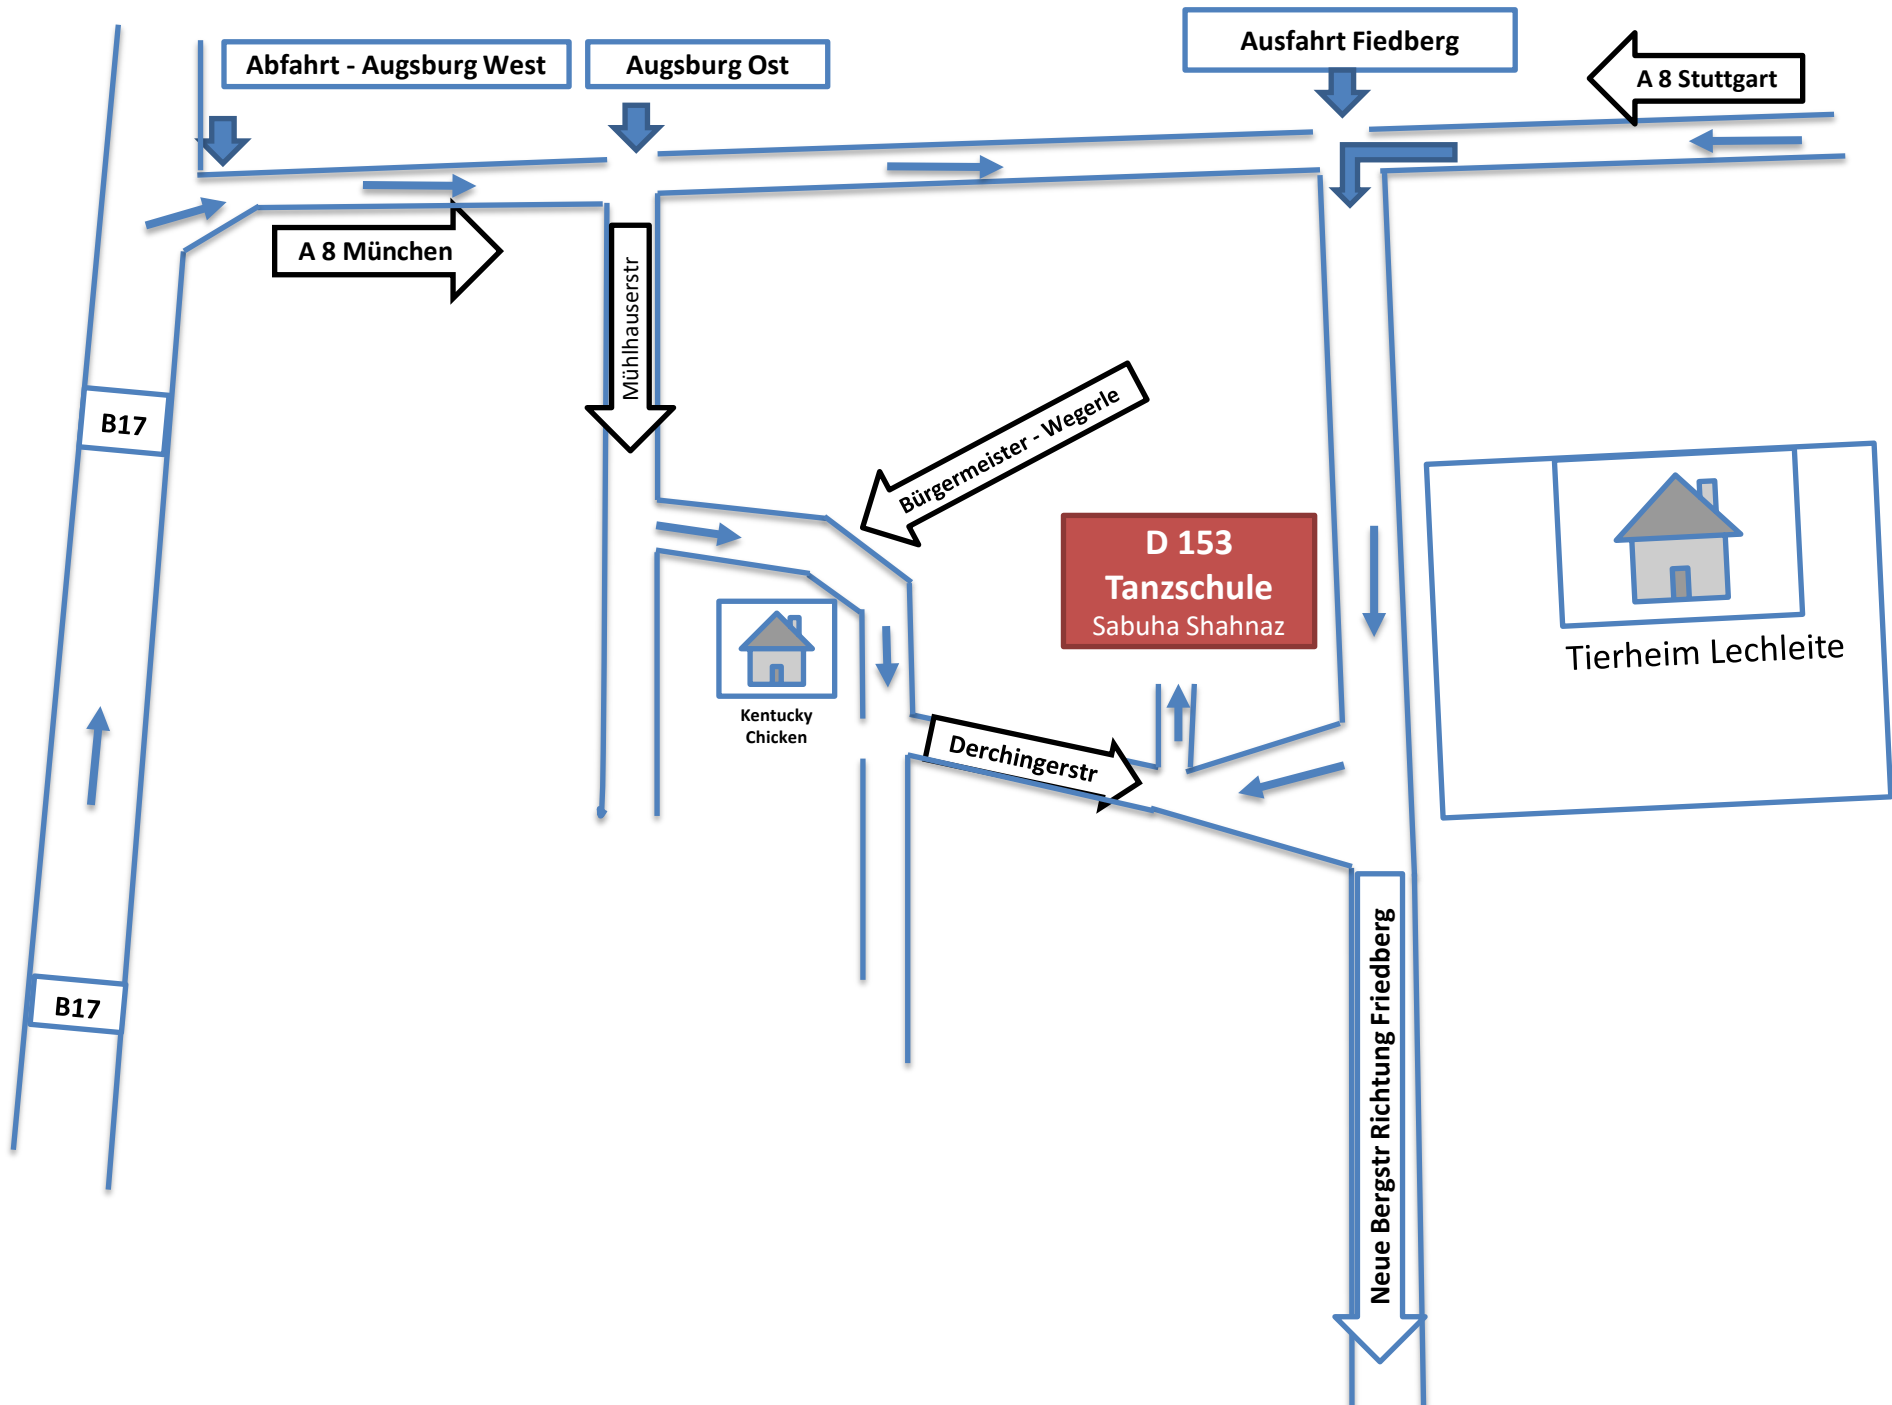 Abfahrt - Augsburg West
Augsburg Ost
Ausfahrt Fiedberg
A 8 Stuttgart
A 8 München
Mühlhauserstr
B17
Bürgermeister - Wegerle
D 153
Tanzschule
Sabuha Shahnaz
Tierheim Lechleite
Kentucky
Chicken
Derchingerstr
B17
Neue Bergstr Richtung Friedberg